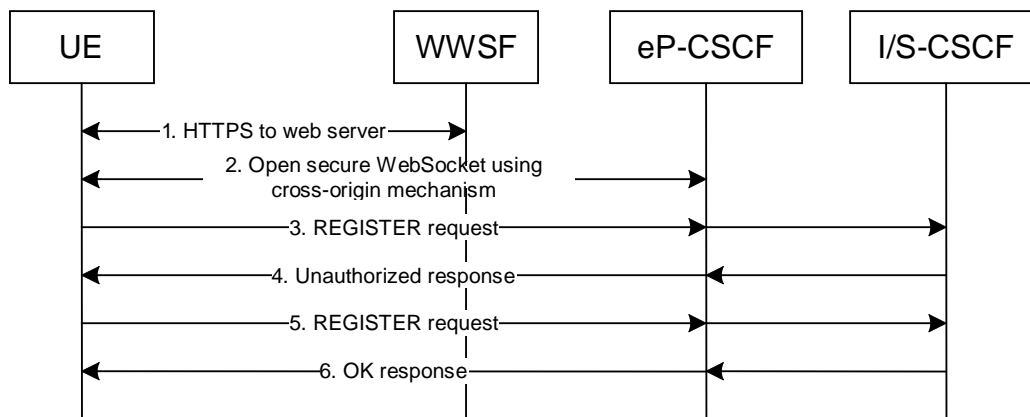 UE
WWSF
eP-CSCF
I/S-CSCF
1. HTTPS to web server
2. Open secure WebSocket using
cross-origin mechanism
3. REGISTER request
4. Unauthorized response
5. REGISTER request
6. OK response